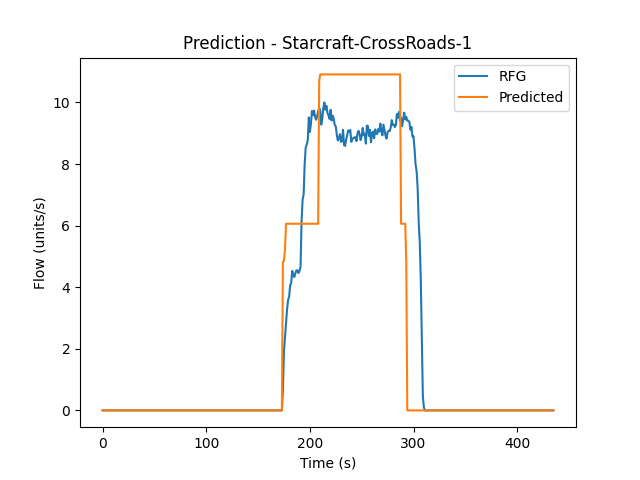 Prediction - Starcraft-CrossRoads-1
RFG
Predicted
Flow (units/s)
10
8
6
4
2
0
0 100 200 300 400
Time (s)